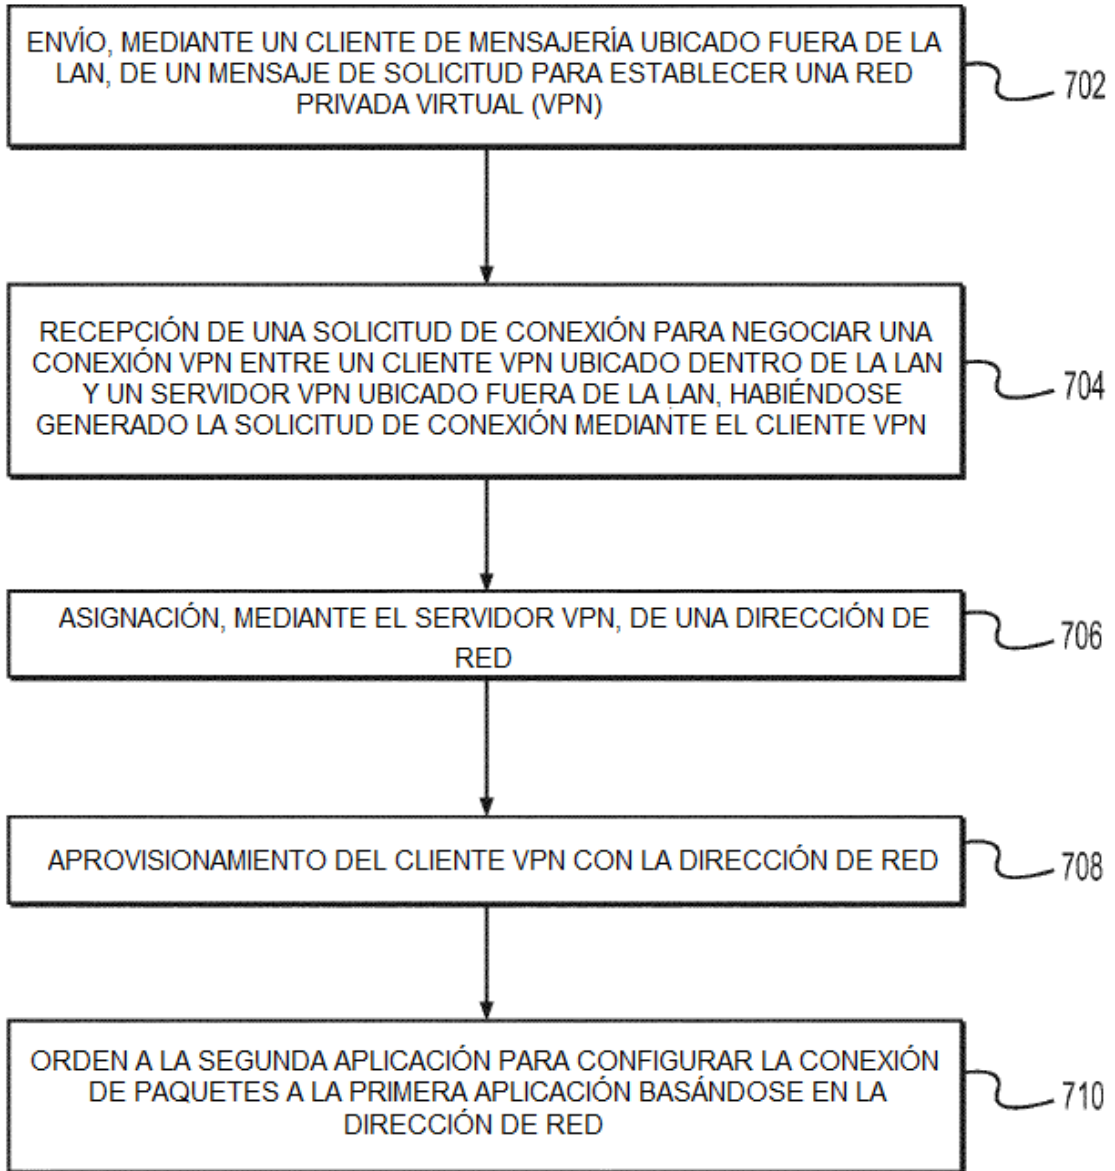 ENVÍO, MEDIANTE UN CLIENTE DE MENSAJERÍA UBICADO FUERA DE LA
LAN, DE UN MENSAJE DE SOLICITUD PARA ESTABLECER UNA RED
PRIVADA VIRTUAL (VPN)
702
RECEPCIÓN DE UNA SOLICITUD DE CONEXIÓN PARA NEGOCIAR UNA
CONEXIÓN VPN ENTRE UN CLIENTE VPN UBICADO DENTRO DE LA LAN
Y UN SERVIDOR VPN UBICADO FUERA DE LA LAN, HABIÉNDOSE
GENERADO LA SOLICITUD DE CONEXIÓN MEDIANTE EL CLIENTE VPN
704
ASIGNACIÓN, MEDIANTE EL SERVIDOR VPN, DE UNA DIRECCIÓN DE
RED
706
APROVISIONAMIENTO DEL CLIENTE VPN CON LA DIRECCIÓN DE RED
708
ORDEN A LA SEGUNDA APLICACIÓN PARA CONFIGURAR LA CONEXIÓN
DE PAQUETES A LA PRIMERA APLICACIÓN BASÁNDOSE EN LA
DIRECCIÓN DE RED
710